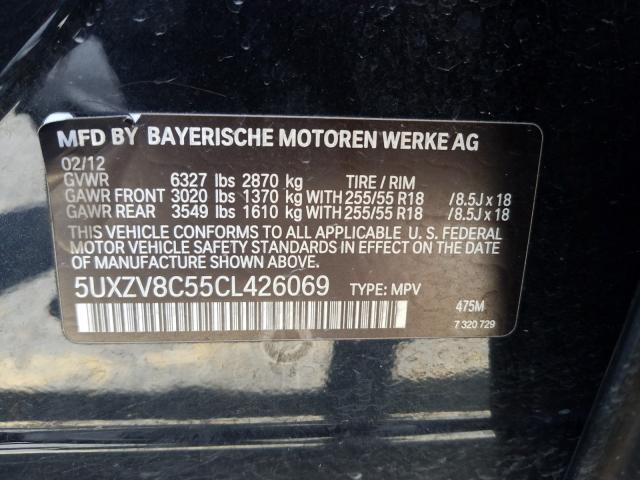 MFD BY BAYERISCHE MOTOREN WERKE AG
02/12
GVWR 6327 lbs 2870 kg TIRE / RIM
GAWR FRONT 3020 lbs 1370 kg WITH 255/55 R18 /8.5J x 18
GAWR REAR 3549 lbs 1610 kg WITH 255/55 R18 /8.5J x 18
THIS VEHICLE CONFORMS TO ALL APPLICABLE U.S. FEDERAL
MOTOR VEHICLE SAFETY STANDARDS IN EFFECT ON THE DATE
OF MANUFACTURE SHOWN ABOVE.
5UXZV8C55CL426069 TYPE: MPV 475M
7 320 729